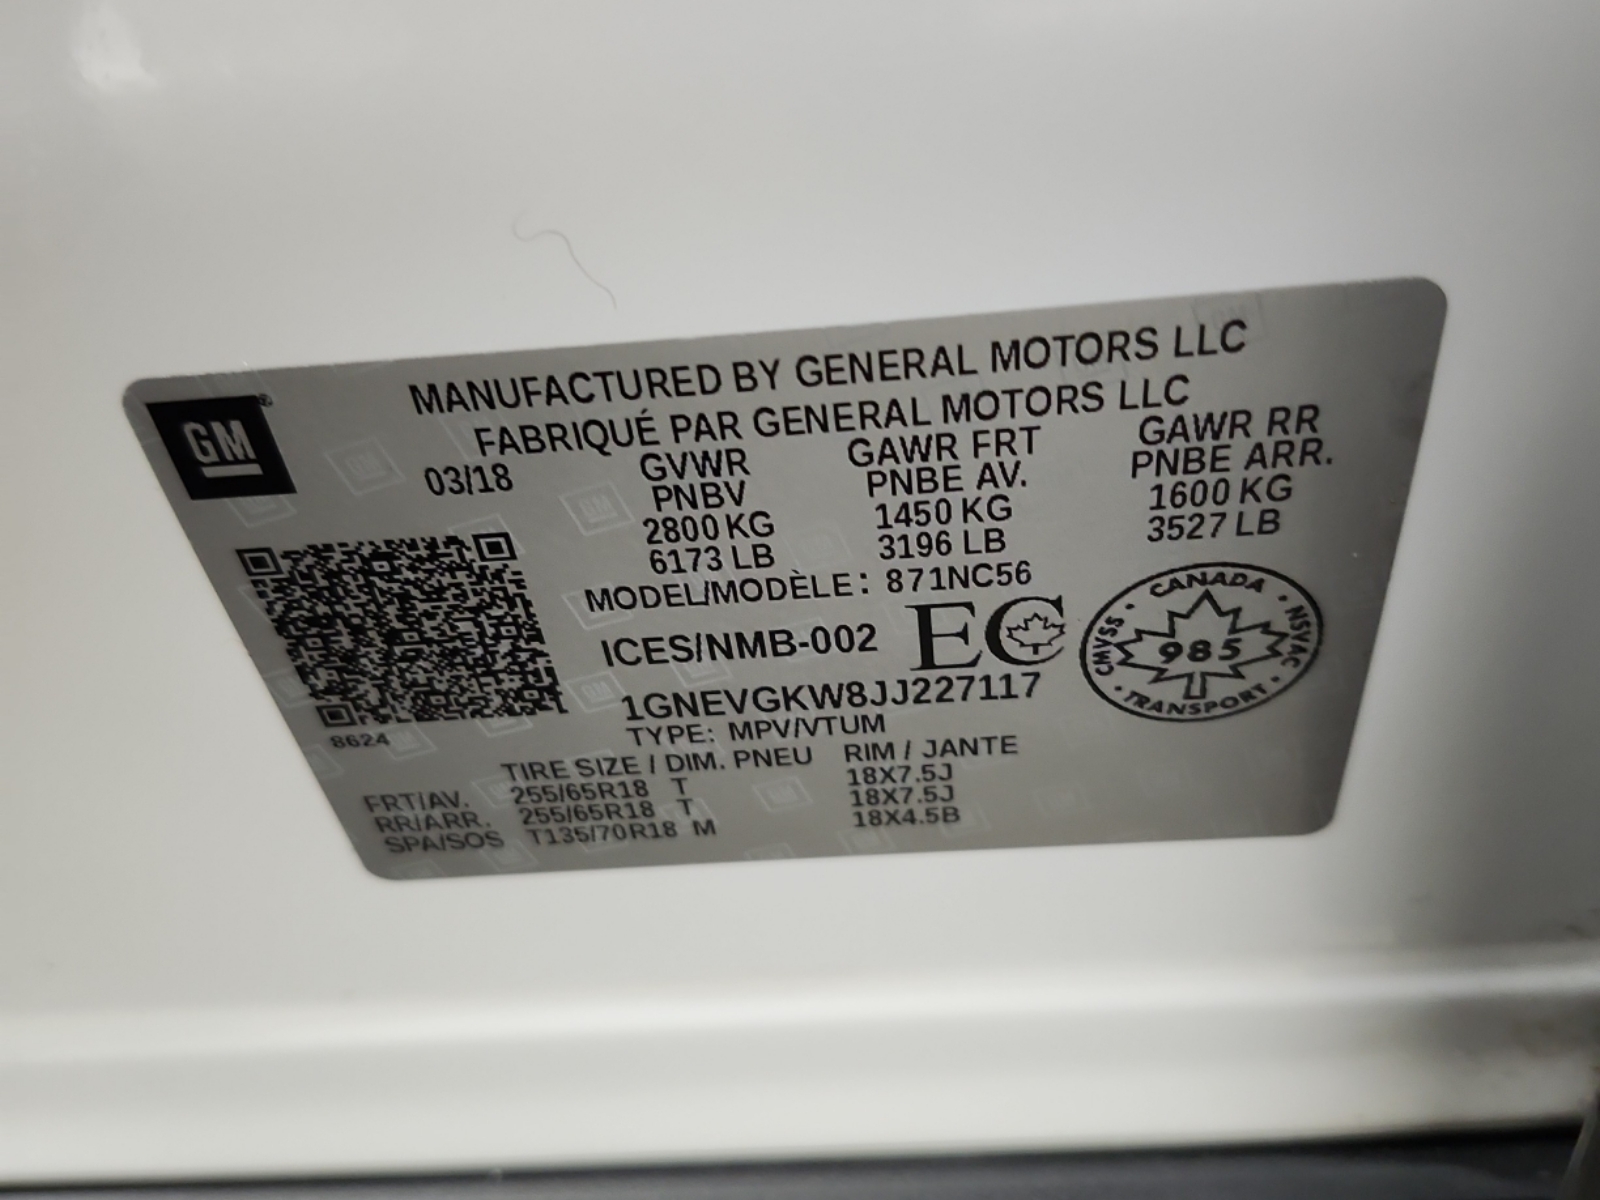 MANUFACTURED BY GENERAL MOTORS LLC
FABRIQUÉ PAR GENERAL MOTORS LLC
GM
03/18
GVWR
PNBV
2800 KG
6173 LB
GAWR FRT
PNBE AV.
1450 KG
3196 LB
GAWR RR
PNBE ARR.
1600 KG
3527 LB
MODEL/MODÈLE: 871NC56
ICES/NMB-002 EC
CANADA
CMVSS 985 NSVAC
TRANSPORT
1GNEVGKW8JJ227117
8624
TYPE: MPV/VTUM
TIRE SIZE / DIM. PNEU RIM / JANTE
FRT/AV. 255/65R18 T 18X7.5J
RR/ARR. 255/65R18 T 18X7.5J
SPA/SOS T135/70R18 M 18X4.5B